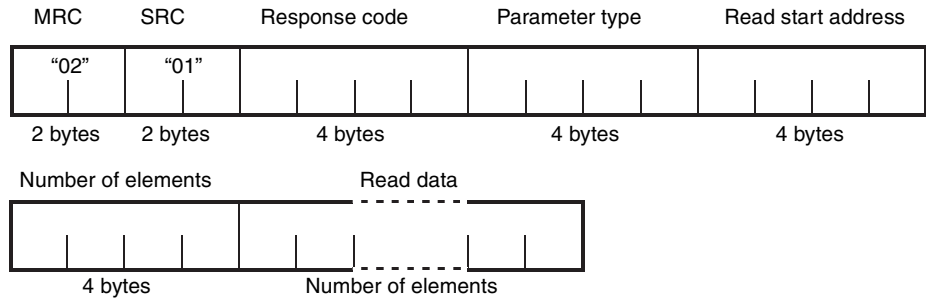 MRC SRC Response code Parameter type Read start address
“02” “01”
2 bytes 2 bytes 4 bytes 4 bytes 4 bytes
Number of elements Read data
4 bytes Number of elements